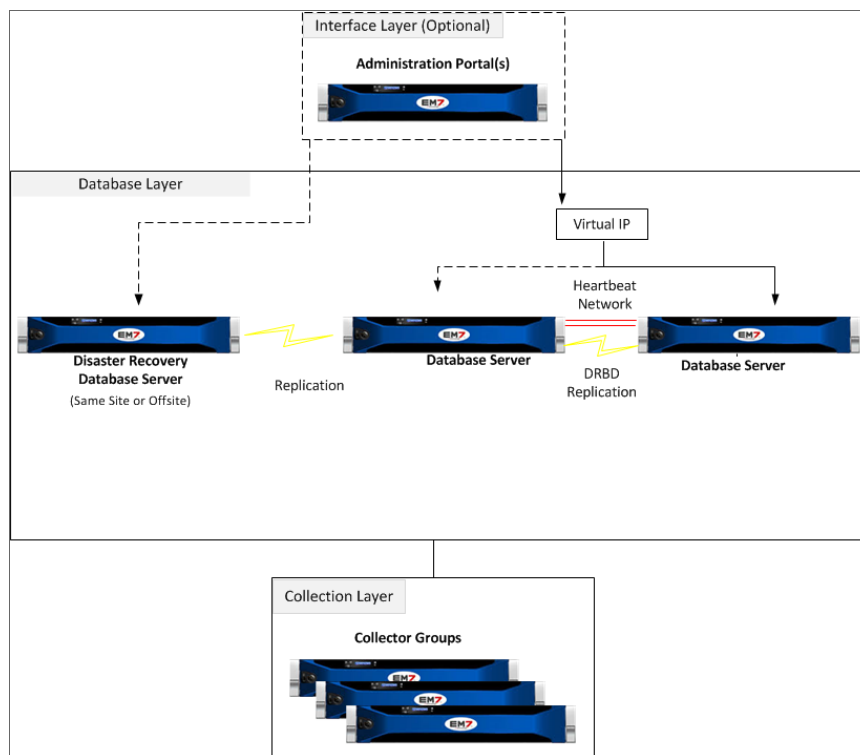 Interface Layer (Optional)
Administration Portal(s)
EM7
Database Layer
Virtual IP
Heartbeat
Network
EM7
EM7
EM7
Disaster Recovery
Database Server
(Same Site or Offsite)
Replication
Database Server
DRBD
Replication
Database Server
Collection Layer
Collector Groups
EM7
EM7
EM7